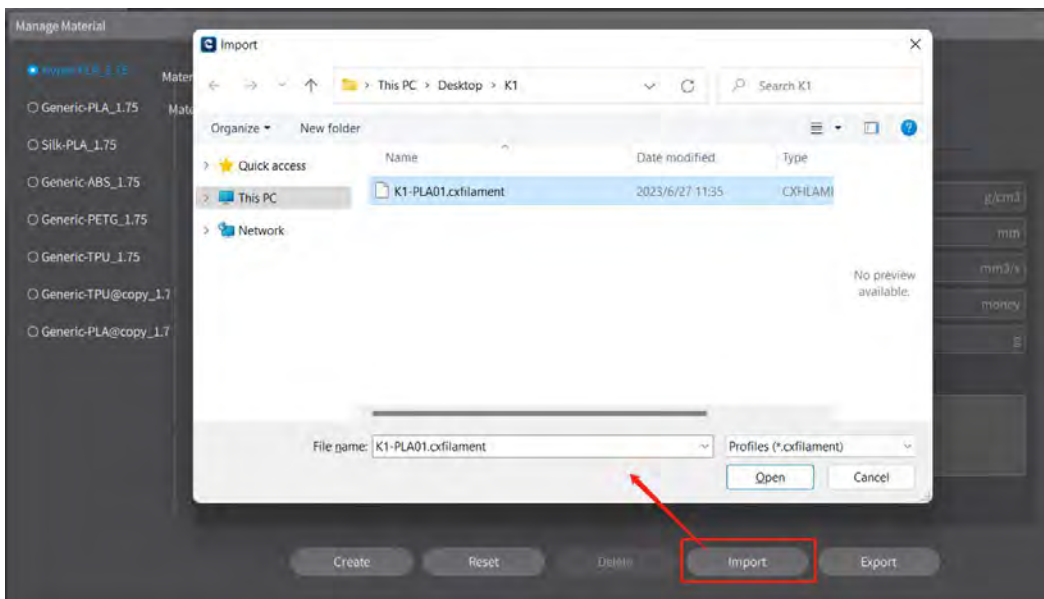 Manage Material
Import
Mater
This PC > Desktop > K1
Search K1
Generic-PLA_1.75
Mate
Organize
New folder
Silk-PLA_1.75
Name
Date modified
Type
Quick access
Generic-ABS_1.75
This PC
K1-PLA01.cxfilament
2023/6/27 11:35
g/cm3
Generic-PETG_1.75
Network
mm
Generic-TPU_1.75
No preview
available.
mm3/s
Generic-TPU@copy_1.7
money
Generic-PLA@copy_1.7
File name:
K1-PLA01.cxfilament
Profiles (*.cxfilament)
Open
Cancel
Create
Reset
Delete
Import
Export